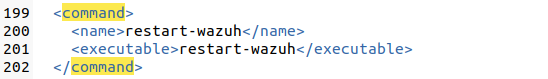 199 <command>
200 <name>restart-wazuh</name>
201 <executable>restart-wazuh</executable>
202 </command>